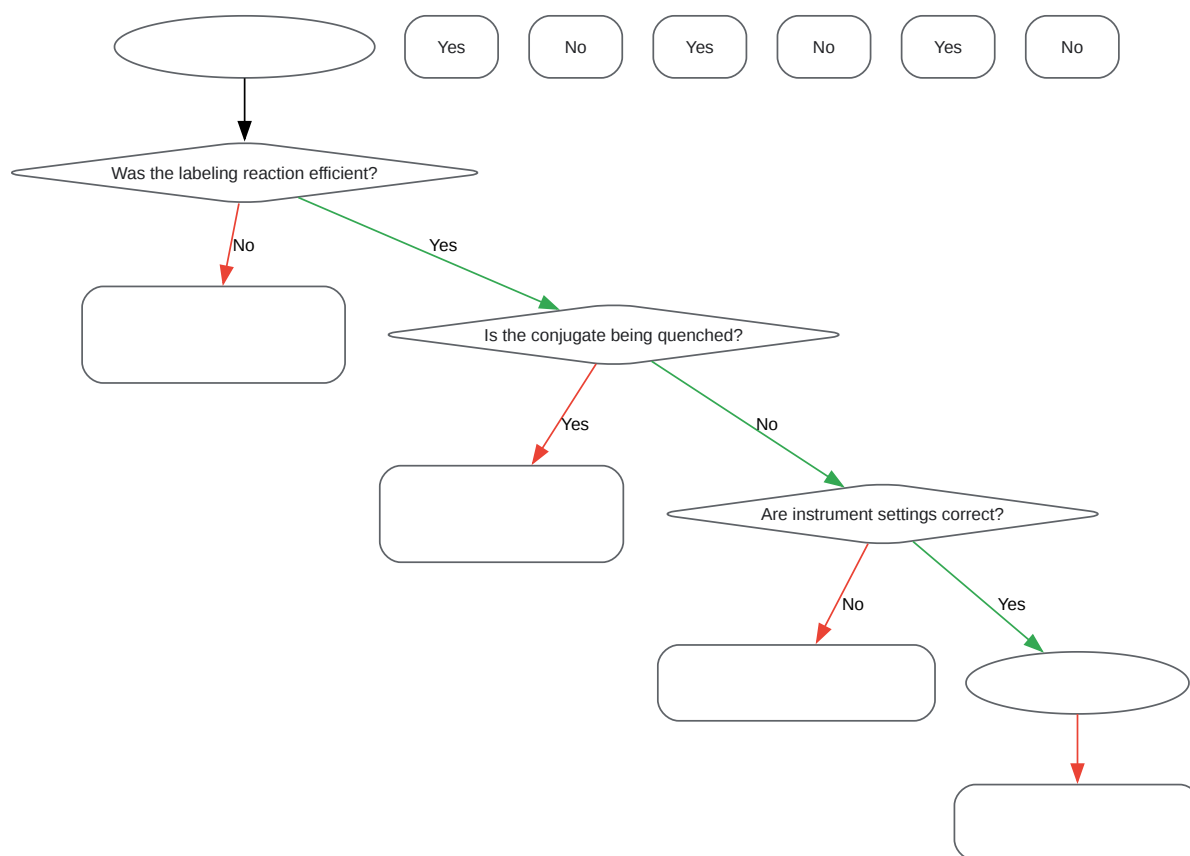 Yes
No
Yes
No
Yes
No
Was the labeling reaction efficient?
No
Yes
Is the conjugate being quenched?
Yes
No
Are instrument settings correct?
No
Yes